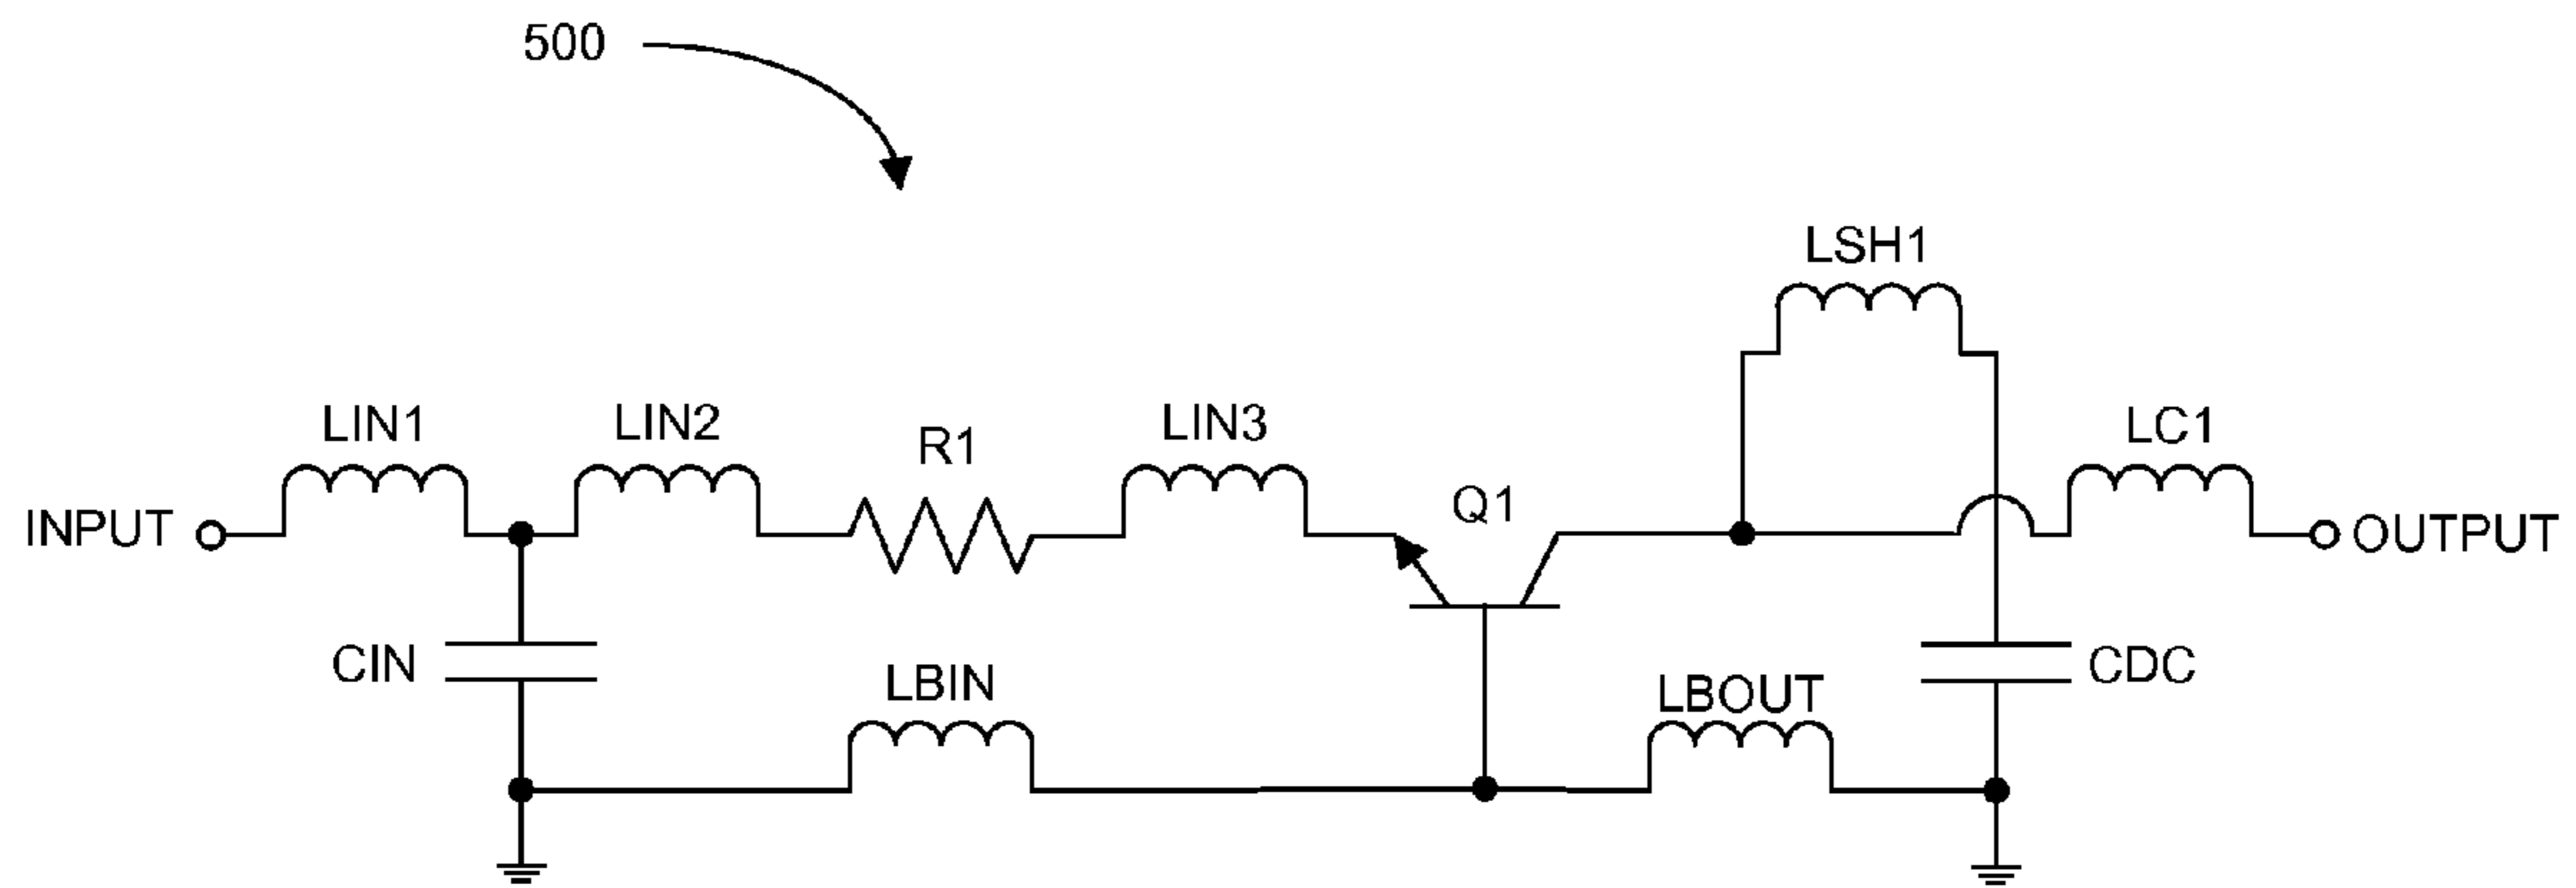 500
LSH1
LIN1
LIN2
R1
LIN3
LC1
Q1
INPUT
OUTPUT
CIN
LBIN
LBOUT
CDC